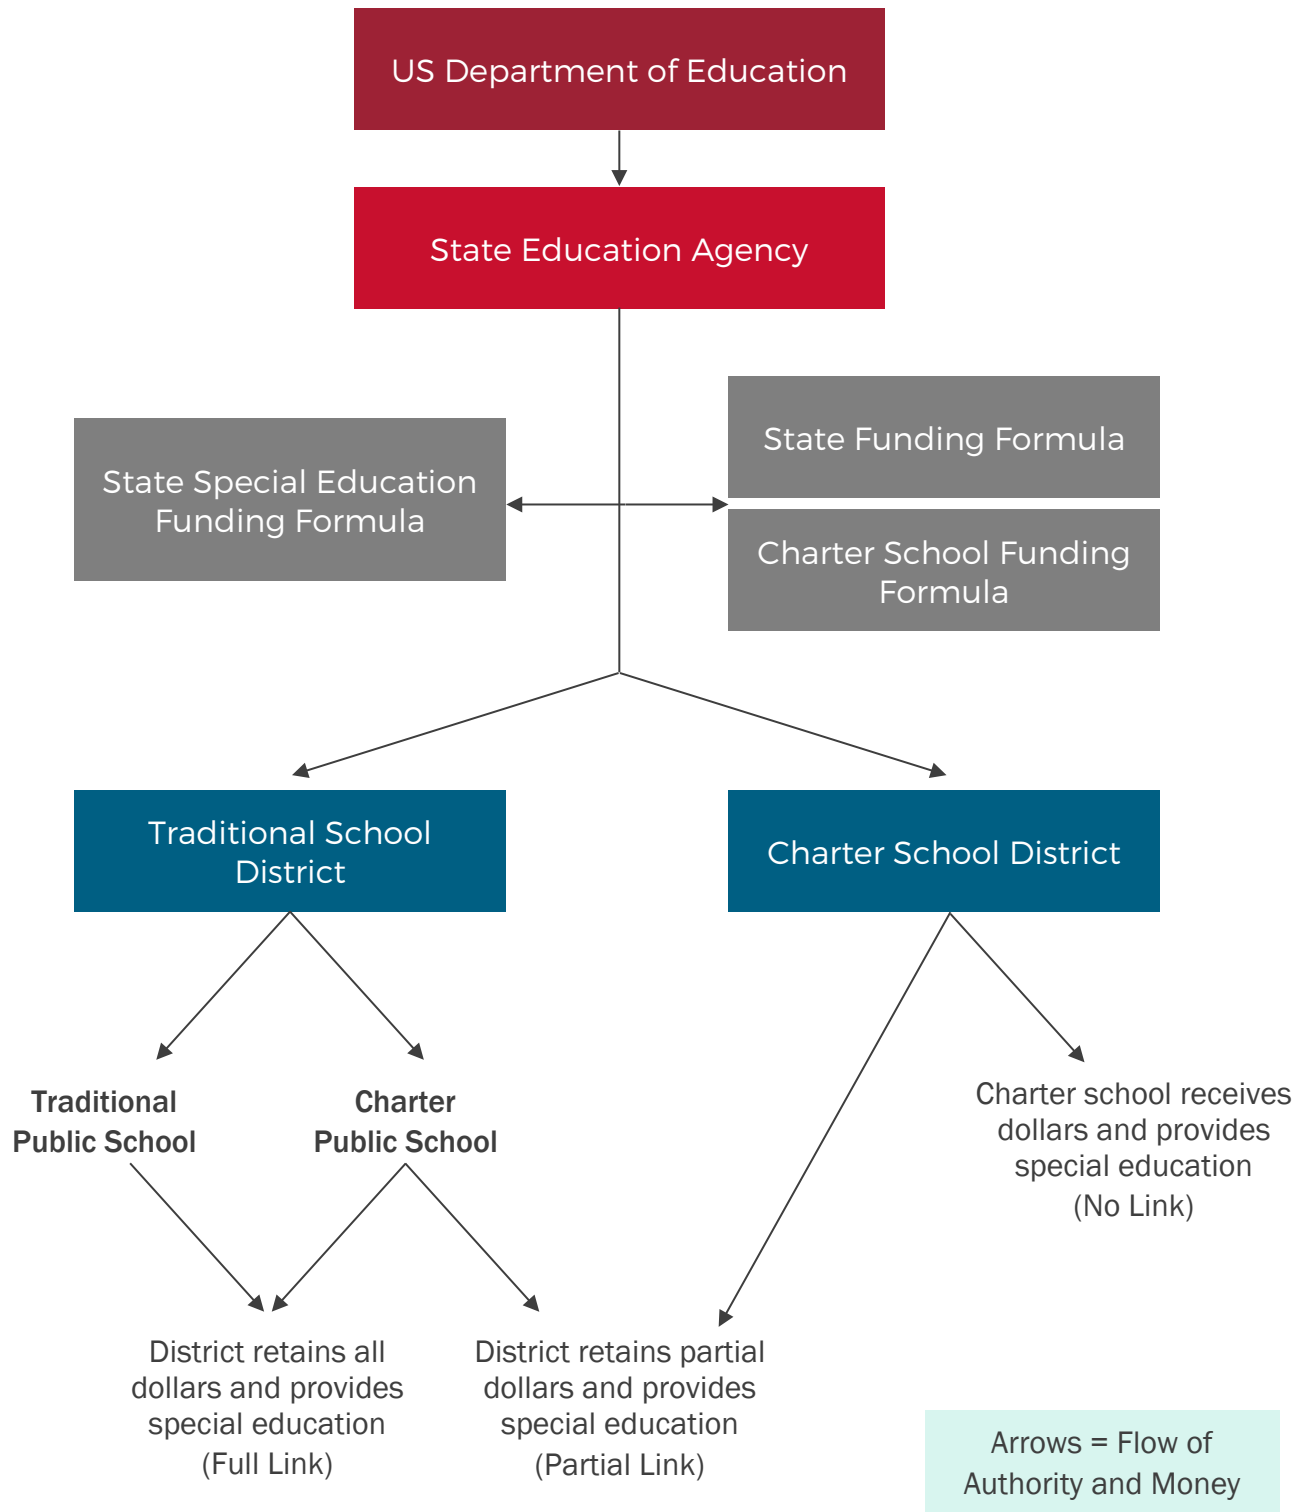 US Department of Education
State Education Agency
State Special Education
Funding Formula
State Funding Formula
Charter School Funding
Formula
Traditional School
District
Charter School District
Traditional
Public School
Charter
Public School
Charter school receives
dollars and provides
special education
(No Link)
District retains all
dollars and provides
special education
(Full Link)
District retains partial
dollars and provides
special education
(Partial Link)
Arrows = Flow of
Authority and Money